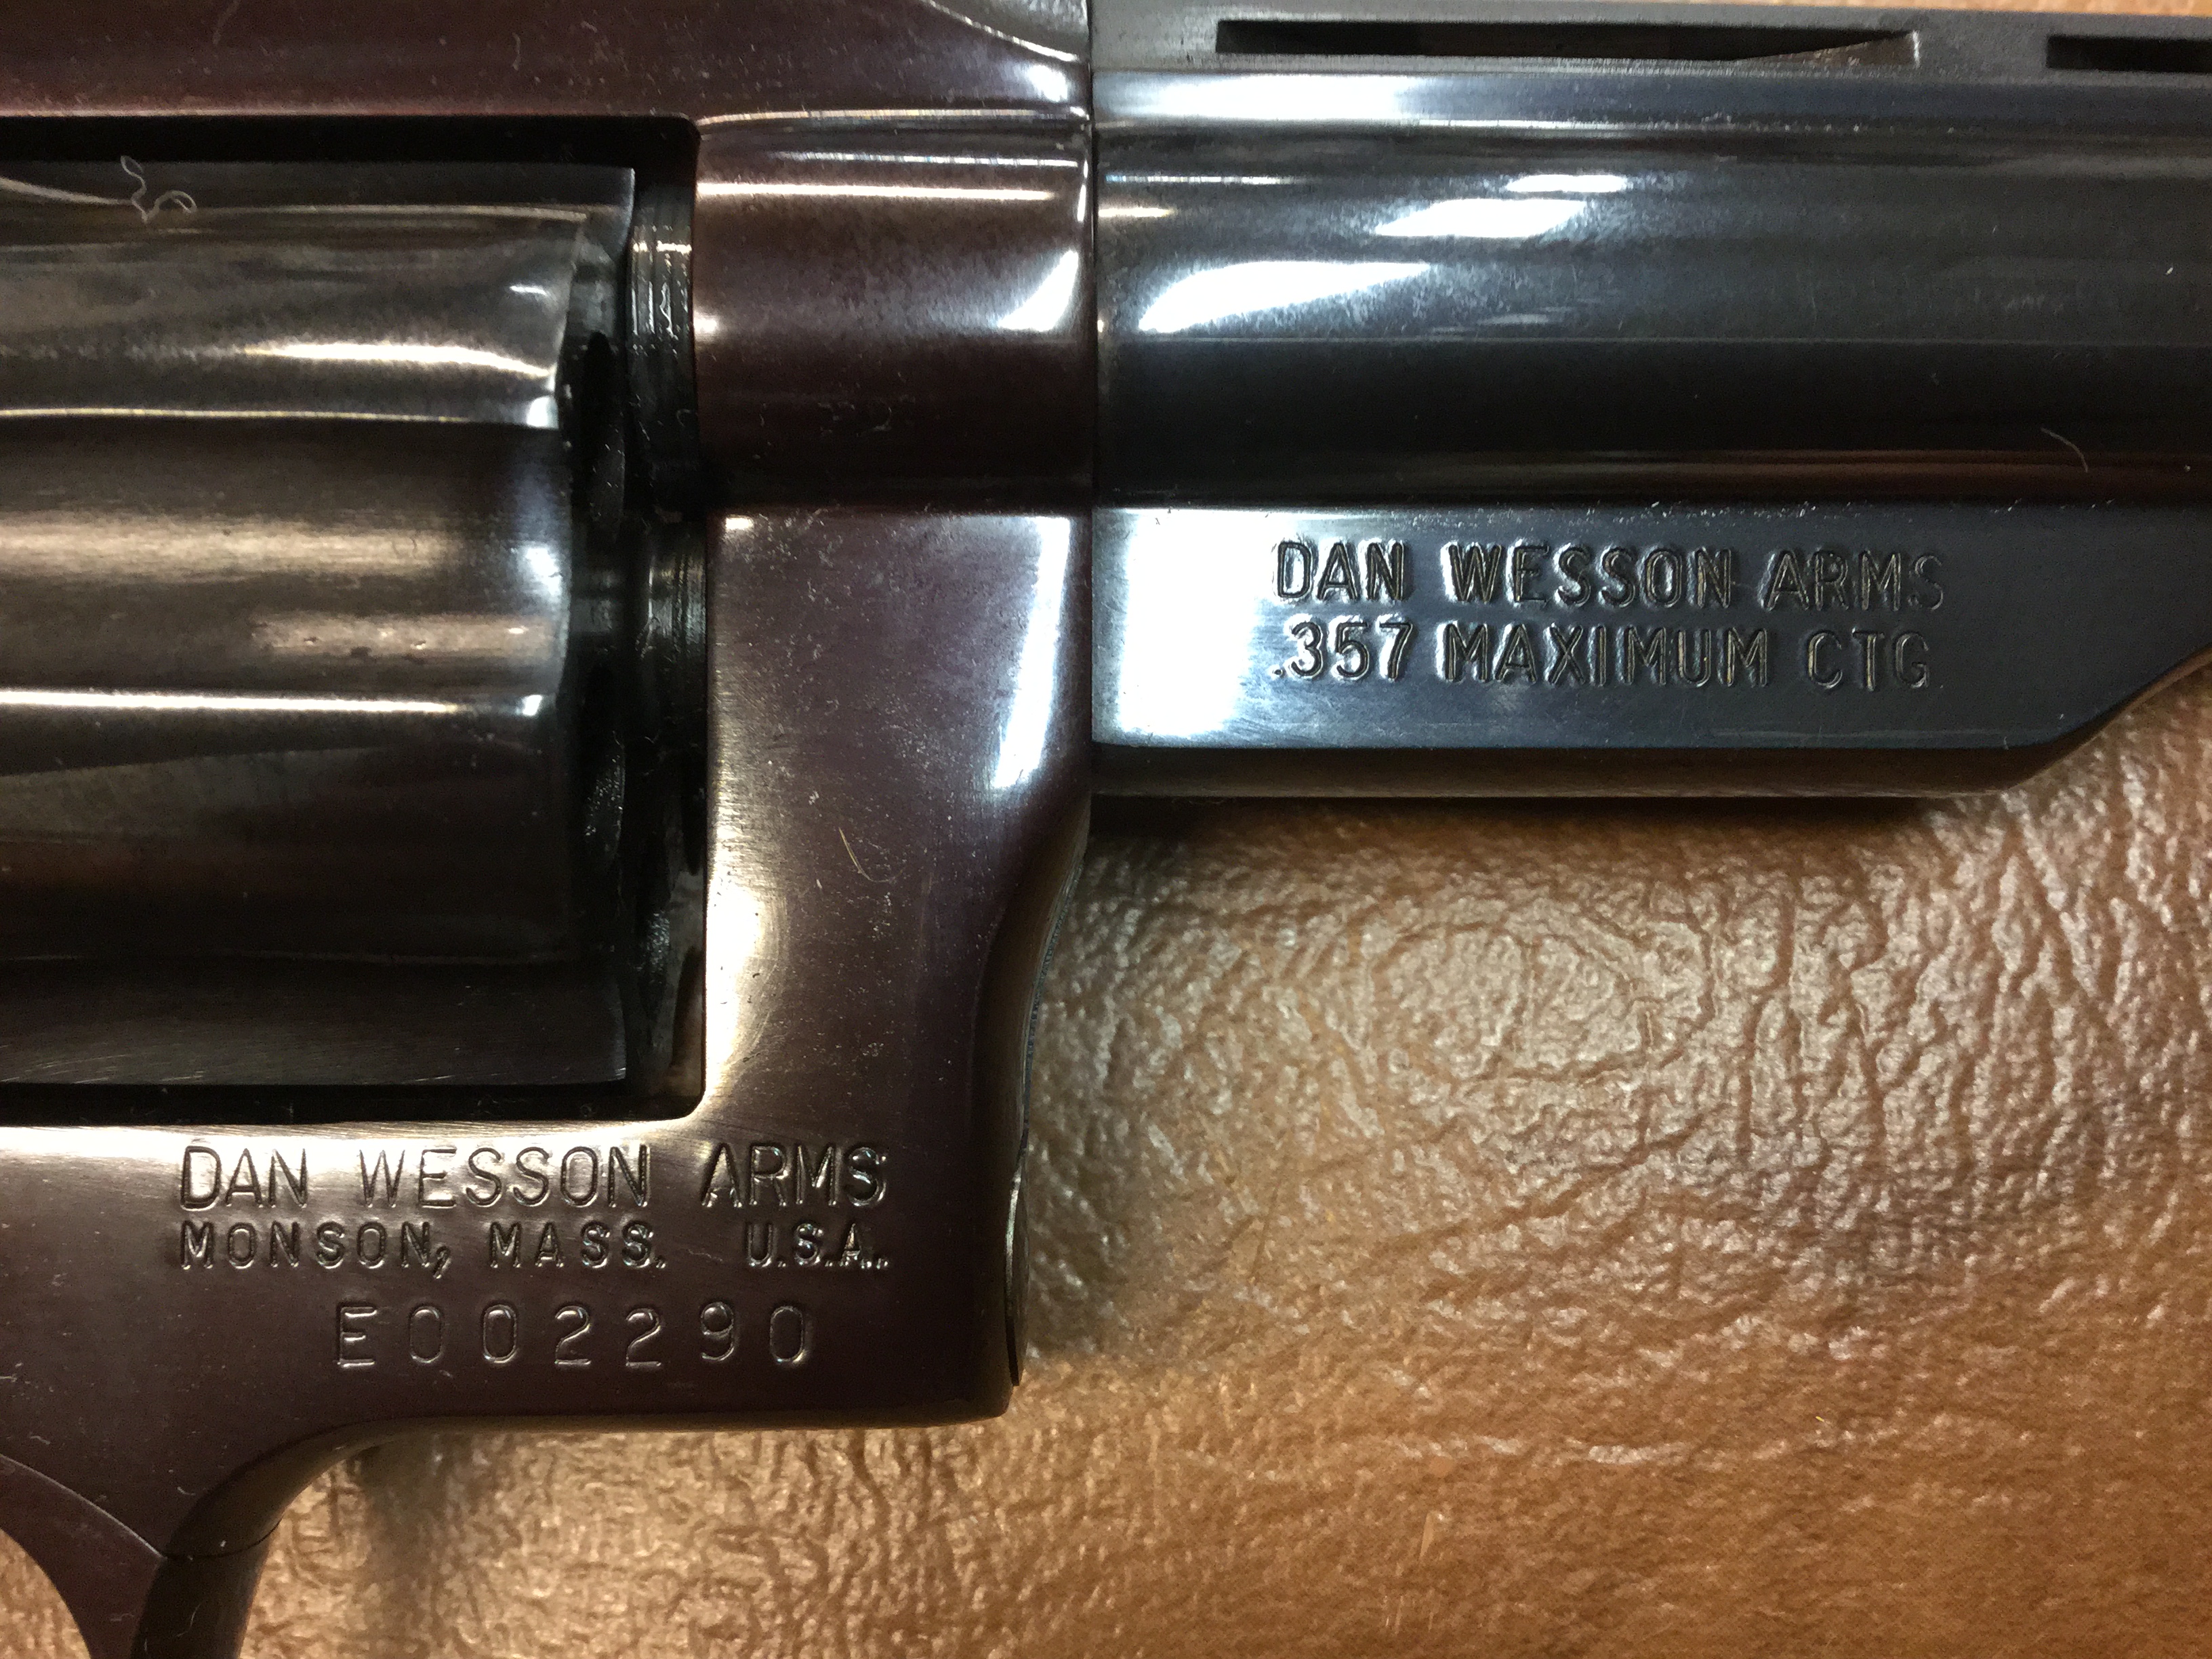 DAN WESSON ARMS
.357 MAXIMUM CTG
DAN WESSON ARMS
MONSON, MASS. U.S.A.
E002290